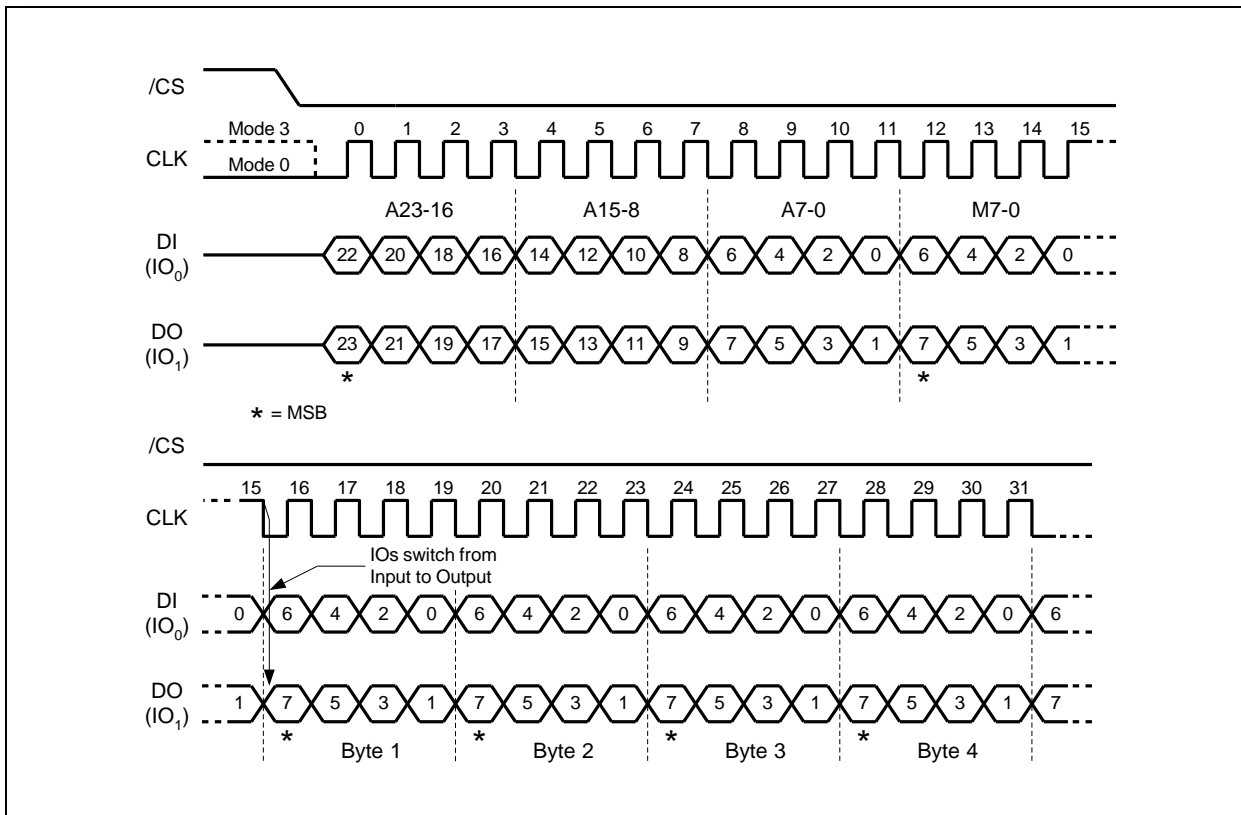 /CS
Mode 3 0 1 2 3 4 5 6 7 8 9 10 11 12 13 14 15
CLK
Mode 0
A23-16 A15-8 A7-0 M7-0
DI
(IO0) 22 20 18 16 14 12 10 8 6 4 2 0 6 4 2 0
DO
(IO1) 23 21 19 17 15 13 11 9 7 5 3 1 7 5 3 1
* *
* = MSB
/CS
15 16 17 18 19 20 21 22 23 24 25 26 27 28 29 30 31
CLK
IOs switch from
Input to Output
DI
(IO0) 0 6 4 2 0 6 4 2 0 6 4 2 0 6 4 2 0 6
DO
(IO1) 1 7 5 3 1 7 5 3 1 7 5 3 1 7 5 3 1 7
* * * *
Byte 1 Byte 2 Byte 3 Byte 4